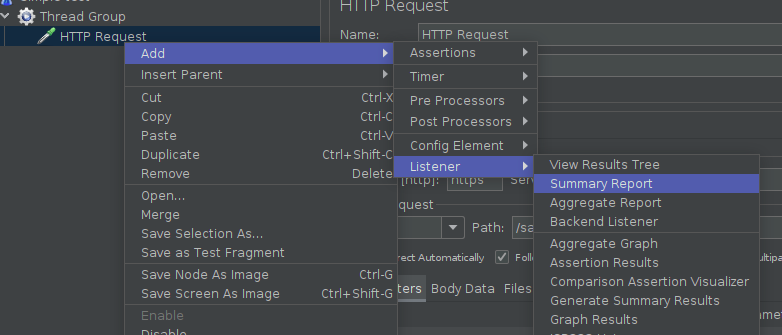 Simple test
Thread Group
HTTP Request
HTTP Request
Name: HTTP Request
Add
Insert Parent
Cut Ctrl-X
Copy Ctrl-C
Paste Ctrl-V
Duplicate Ctrl+Shift-C
Remove Delete
Open...
Merge
Save Selection As...
Save as Test Fragment
Save Node As Image Ctrl-G
Save Screen As Image Ctrl+Shift-G
Enable
Disable
Assertions
Timer
Pre Processors
Post Processors
Config Element
Listener
View Results Tree
Summary Report
Aggregate Report
Backend Listener
Aggregate Graph
Assertion Results
Comparison Assertion Visualizer
Generate Summary Results
Graph Results
[http]: https Serv
quest
Path: /sa
rect Automatically Follo
ultipa
ters Body Data Files
ame